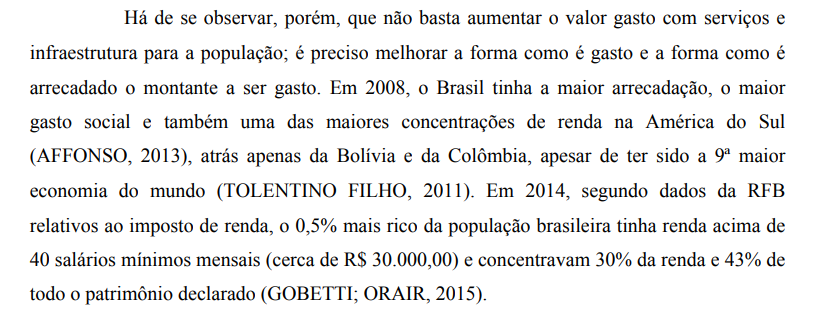 Há de se observar, porém, que não basta aumentar o valor gasto com serviços e
infraestrutura para a população; é preciso melhorar a forma como é gasto e a forma como é
arrecadado o montante a ser gasto. Em 2008, o Brasil tinha a maior arrecadação, o maior
gasto social e também uma das maiores concentrações de renda na América do Sul
(AFFONSO, 2013), atrás apenas da Bolívia e da Colômbia, apesar de ter sido a 9ª maior
economia do mundo (TOLENTINO FILHO, 2011). Em 2014, segundo dados da RFB
relativos ao imposto de renda, o 0,5% mais rico da população brasileira tinha renda acima de
40 salários mínimos mensais (cerca de R$ 30.000,00) e concentravam 30% da renda e 43% de
todo o patrimônio declarado (GOBETTI; ORAIR, 2015).